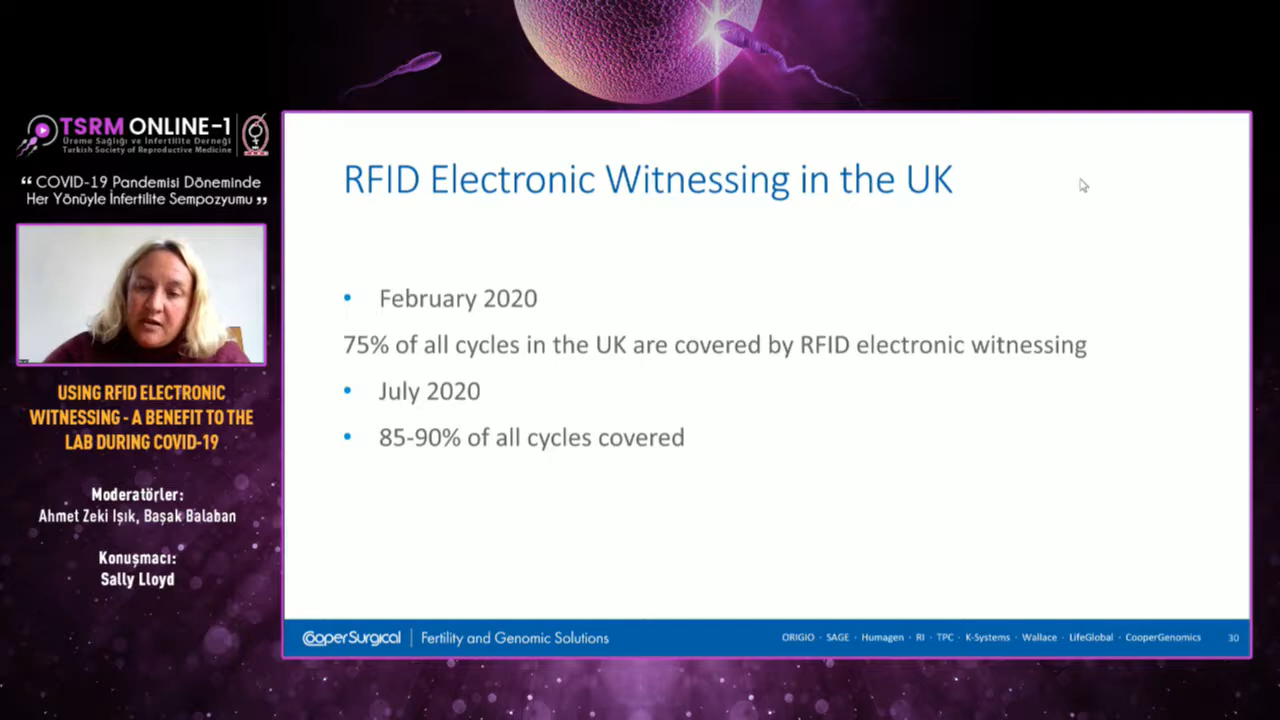 TSRM ONLINE-1
Üreme Sağlığı ve İnfertilite Derneği
Turkish Society of Reproductive Medicine
“ COVID-19 Pandemisi Döneminde
Her Yönüyle İnfertilite Sempozyumu ”
USING RFID ELECTRONIC
WITNESSING - A BENEFIT TO THE
LAB DURING COVID-19
Moderatörler:
Ahmet Zeki Işık, Başak Balaban
Konuşmacı:
Sally Lloyd
RFID Electronic Witnessing in the UK
• February 2020
75% of all cycles in the UK are covered by RFID electronic witnessing
• July 2020
• 85-90% of all cycles covered
CooperSurgical | Fertility and Genomic Solutions
ORIGIO · SAGE · Humagen · RI · TPC · K-Systems · Wallace · LifeGlobal · CooperGenomics 30